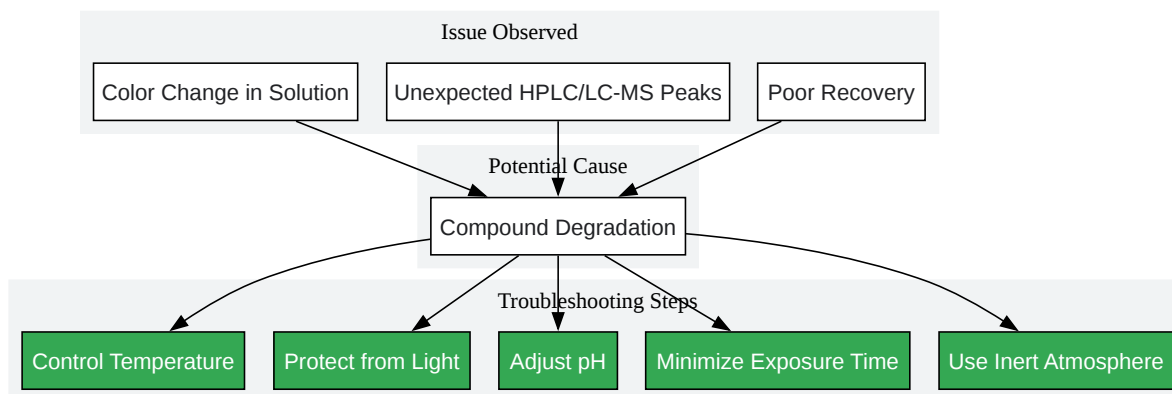 Issue Observed
Color Change in Solution
Unexpected HPLC/LC-MS Peaks
Poor Recovery
Potential Cause
Compound Degradation
Troubleshooting Steps
Control Temperature
Protect from Light
Adjust pH
Minimize Exposure Time
Use Inert Atmosphere